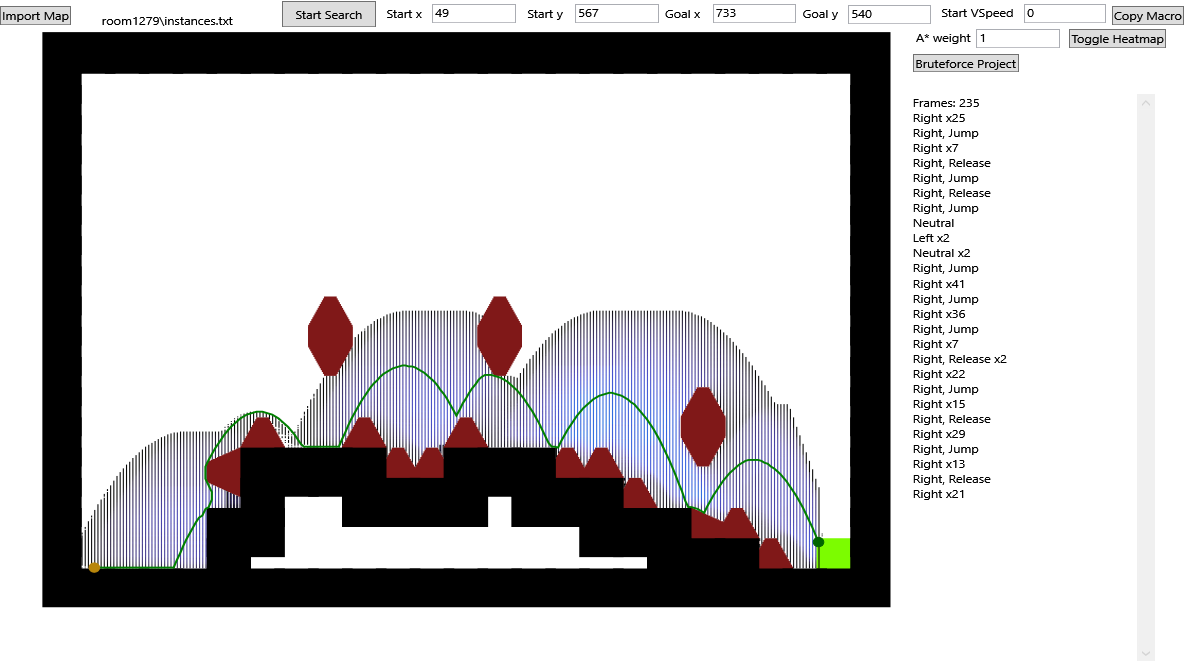 Import Map
room1279\instances.txt
Start Search
Start x 49
Start y 567
Goal x 733
Goal y 540
Start VSpeed 0
Copy Macro
A* weight 1
Toggle Heatmap
Bruteforce Project
Frames: 235
Right x25
Right, Jump
Right x7
Right, Release
Right, Jump
Right, Release
Right, Jump
Neutral
Left x2
Neutral x2
Right, Jump
Right x41
Right, Jump
Right x36
Right, Jump
Right x7
Right, Release x2
Right x22
Right, Jump
Right x15
Right, Release
Right x29
Right, Jump
Right x13
Right, Release
Right x21